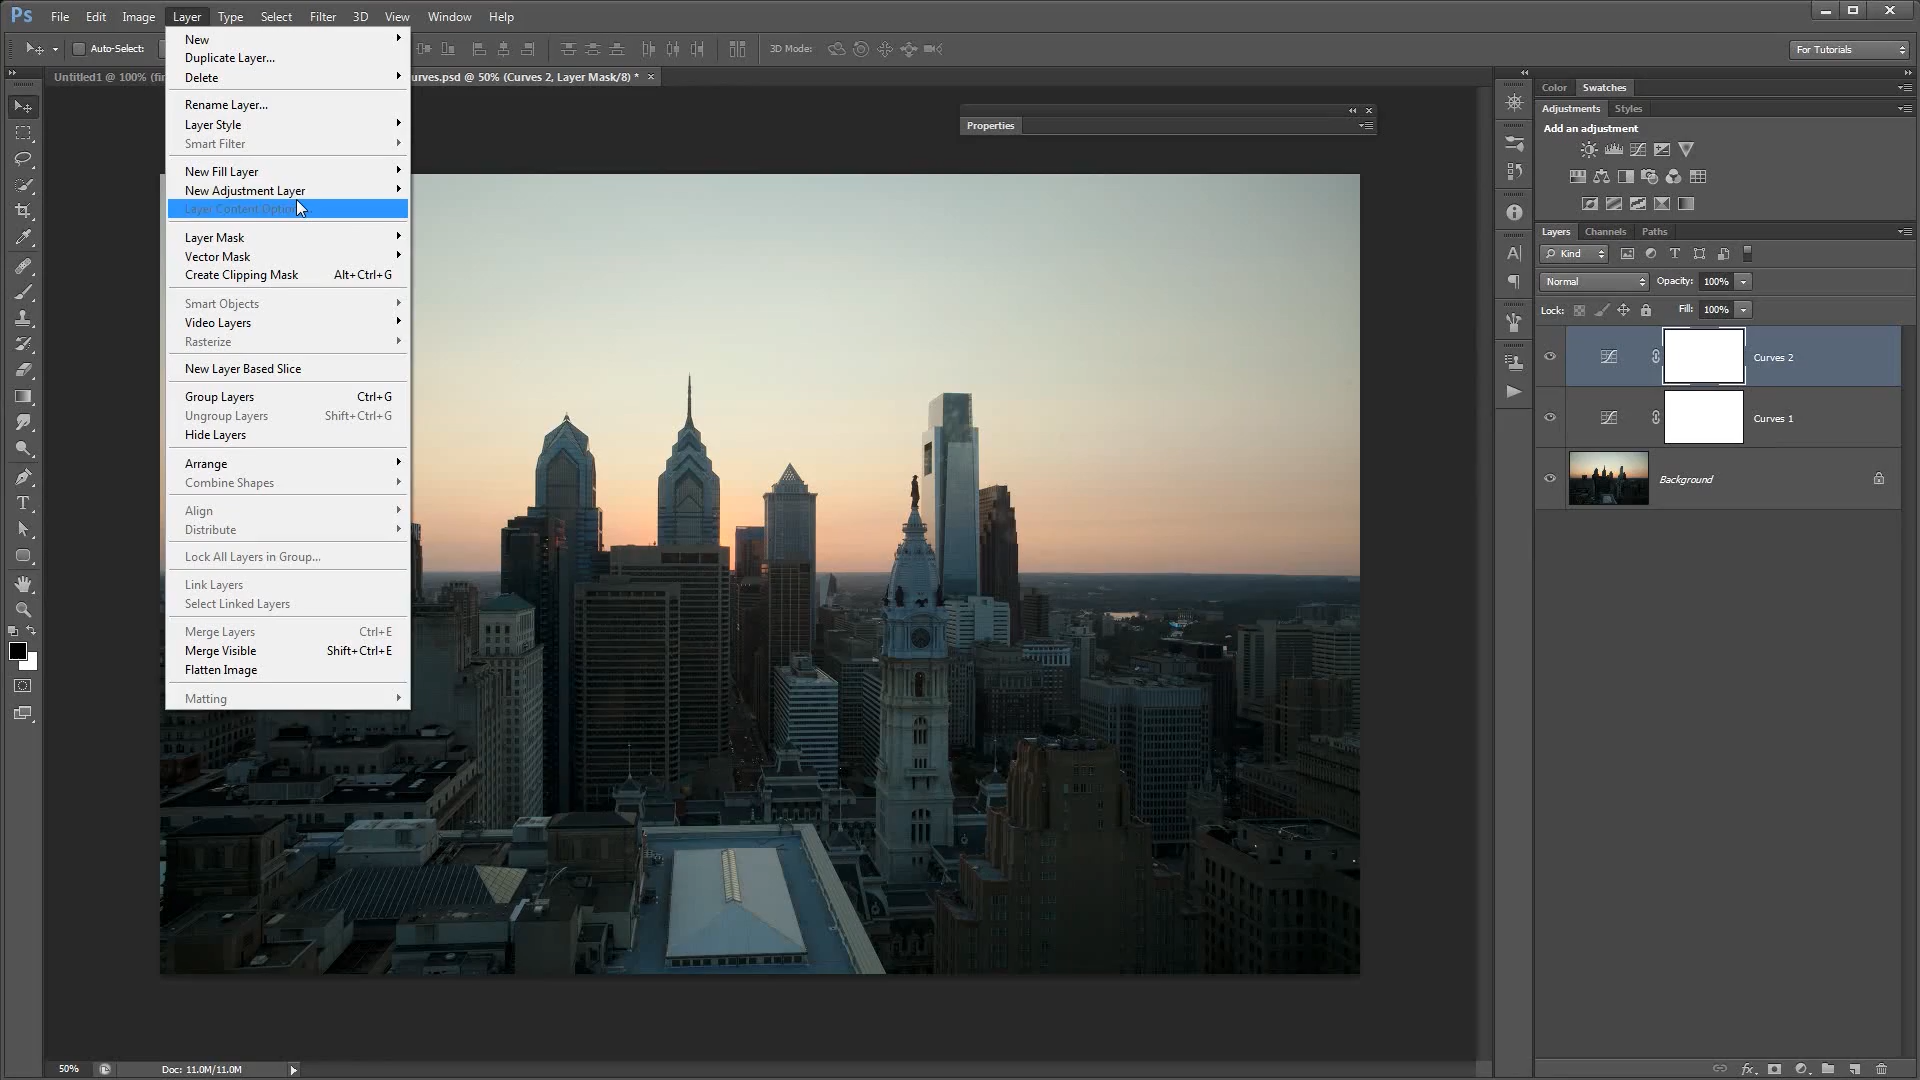 Ps File Edit Image Layer Type Select Filter 3D View Window Help
Auto-Select:
3D Mode:
For Tutorials
Untitled1 @ 100% (fin
urves.psd @ 50% (Curves 2, Layer Mask/8) *
New
Duplicate Layer...
Delete
Rename Layer...
Layer Style
Smart Filter
New Fill Layer
New Adjustment Layer
Layer Content Option
Layer Mask
Vector Mask
Create Clipping Mask Alt+Ctrl+G
Smart Objects
Video Layers
Rasterize
New Layer Based Slice
Group Layers Ctrl+G
Ungroup Layers Shift+Ctrl+G
Hide Layers
Arrange
Combine Shapes
Align
Distribute
Lock All Layers in Group...
Link Layers
Select Linked Layers
Merge Layers Ctrl+E
Merge Visible Shift+Ctrl+E
Flatten Image
Matting
Properties
Color Swatches
Adjustments Styles
Add an adjustment
Layers Channels Paths
Kind
Normal Opacity: 100%
Lock: Fill: 100%
Curves 2
Curves 1
Background
50% Doc: 11.0M/11.0M